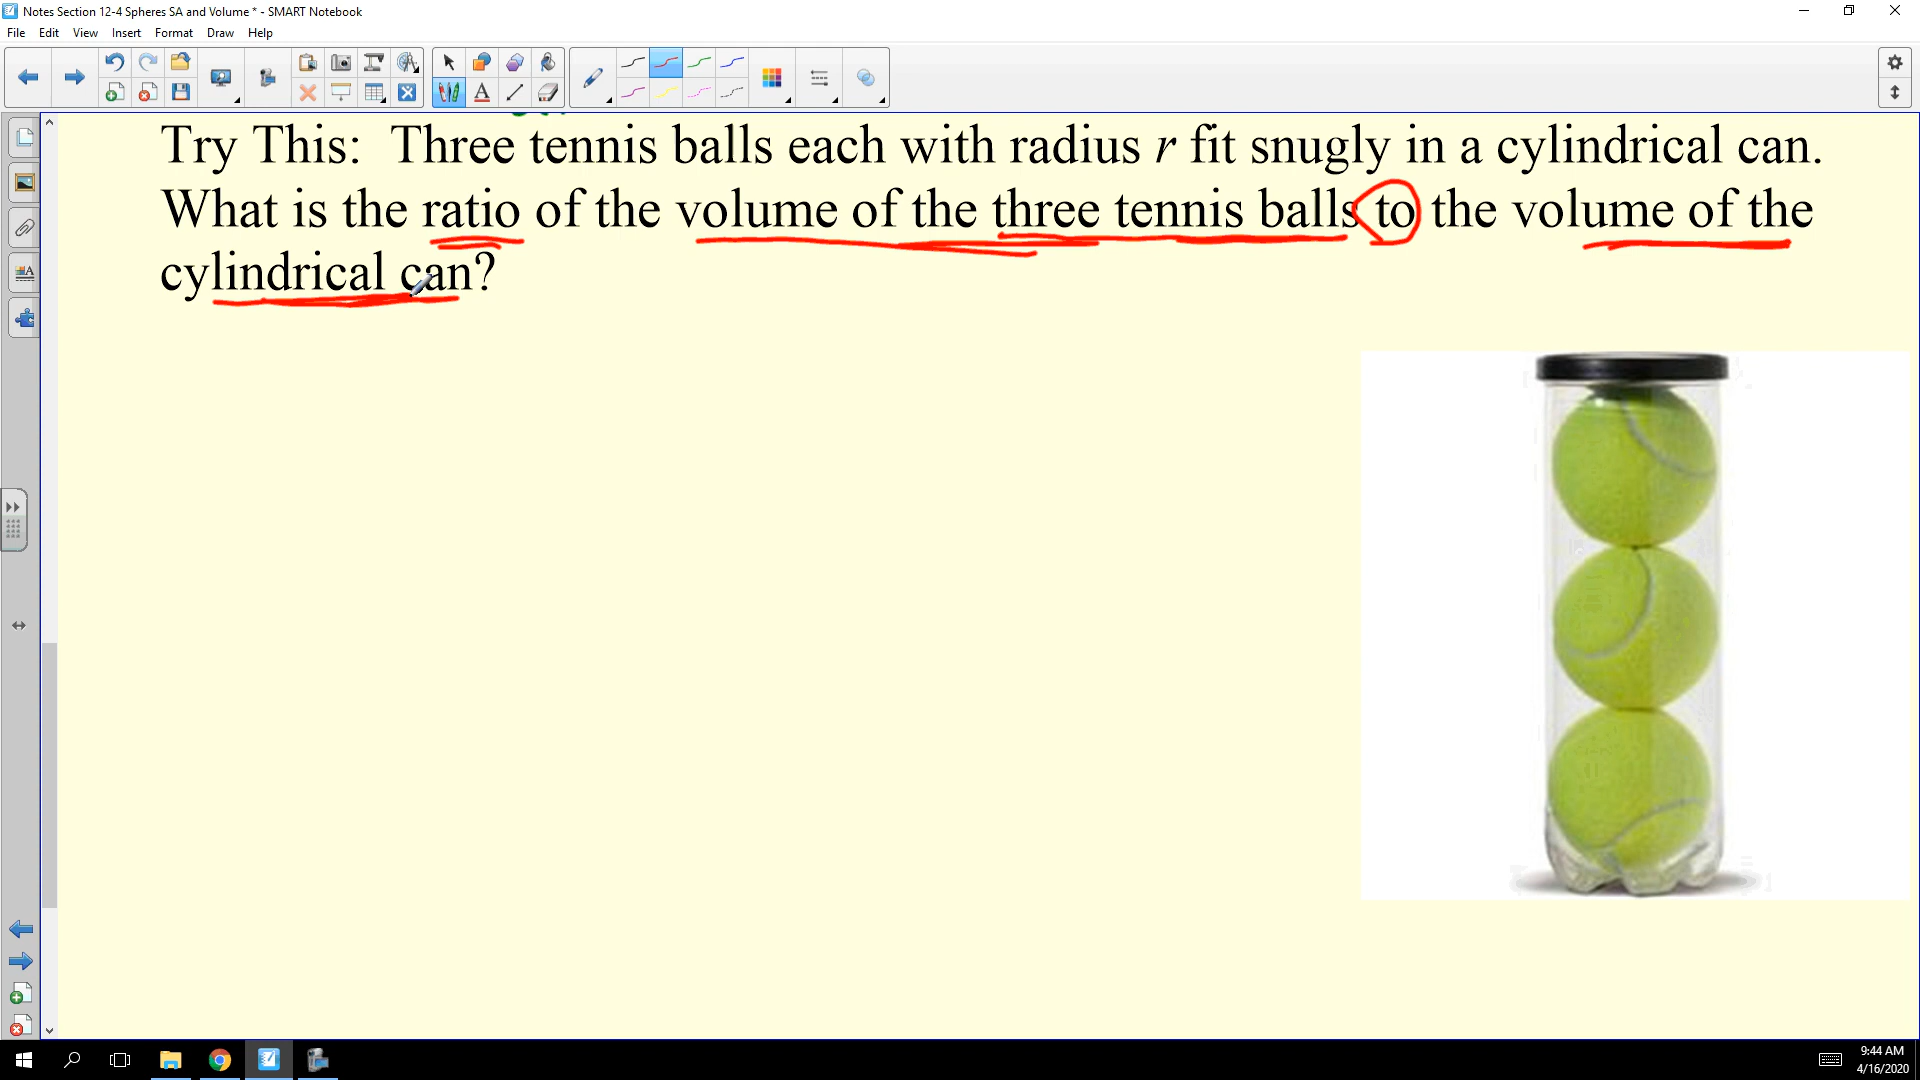 Notes Section 12-4 Spheres SA and Volume * - SMART Notebook
File Edit View Insert Format Draw Help
Try This: Three tennis balls each with radius r fit snugly in a cylindrical can.
What is the ratio of the volume of the three tennis balls to the volume of the
cylindrical can?
9:44 AM
4/16/2020